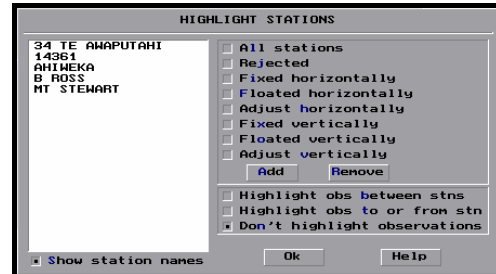 HIGHLIGHT STATIONS
34 TE AWAPUTAHI
14361
AHIWEKA
B ROSS
MT STEWART
Show station names
All stations
Rejected
Fixed horizontally
Floated horizontally
Adjust horizontally
Fixed vertically
Floated vertically
Adjust vertically
Add Remove
Highlight obs between stns
Highlight obs to or from stn
Don't highlight observations
Ok Help